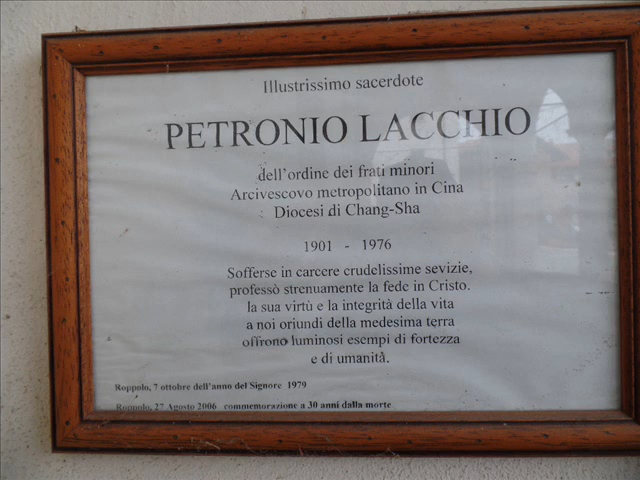 Illustrissimo sacerdote
PETRONIO LACCHIO
dell'ordine dei frati minori
Arcivescovo metropolitano in Cina
Diocesi di Chang-Sha
1901 - 1976
Sofferse in carcere crudelissime sevizie,
professò strenuamente la fede in Cristo.
la sua virtù e la integrità della vita
a noi oriundi della medesima terra
offrono luminosi esempi di fortezza
e di umanità.
Roppolo, 7 ottobre dell'anno del Signore 1979
Roppolo, 27 Agosto 2006 commemorazione a 30 anni dalla morte